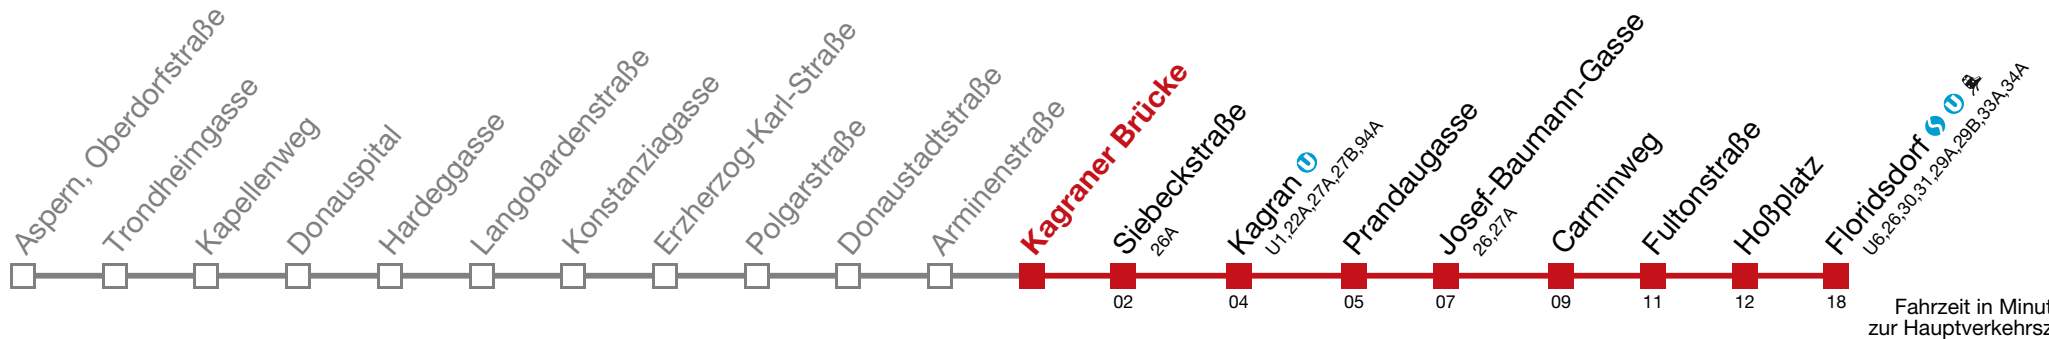 Aspern, Oberdorfstraße
Trondheimgasse
Kapellenweg
Donauspital
Hardeggasse
Langobardenstraße
Konstanziagasse
Erzherzog-Karl-Straße
Polgarstraße
Donaustadtstraße
Arminenstraße
Kagraner Brücke
Siebeckstraße
26A
Kagran U
U1,22A,27A,27B,94A
Prandaugasse
Josef-Baumann-Gasse
26,27A
Carminweg
Fultonstraße
Hoßplatz
Floridsdorf S U
U6,26,30,31,29A,29B,33A,34A
02
04
05
07
09
11
12
18
Fahrzeit in Minut
zur Hauptverkehrsz